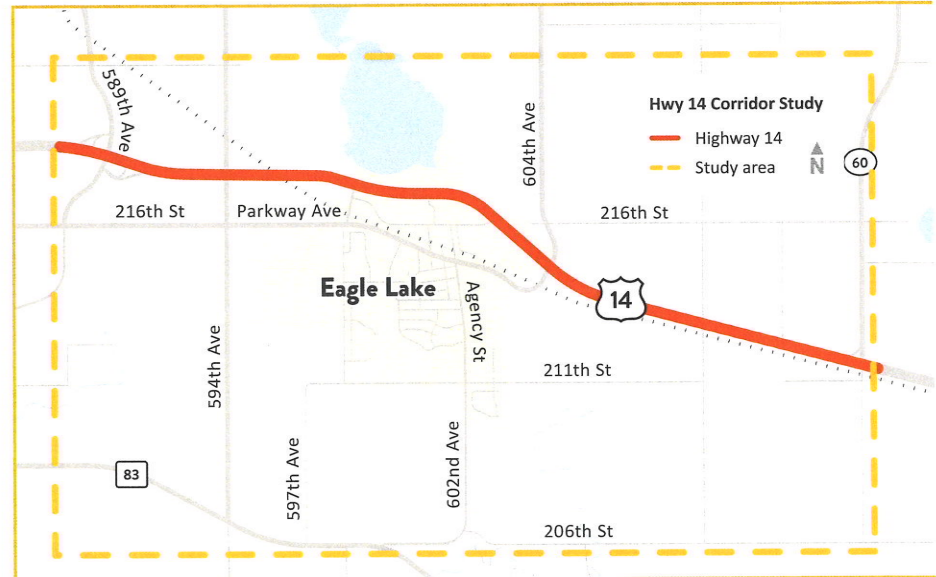 589th Ave
604th Ave
Hwy 14 Corridor Study
Highway 14
Study area
N
60
216th St
Parkway Ave
216th St
Eagle Lake
14
Agency St
594th Ave
211th St
83
597th Ave
602nd Ave
206th St